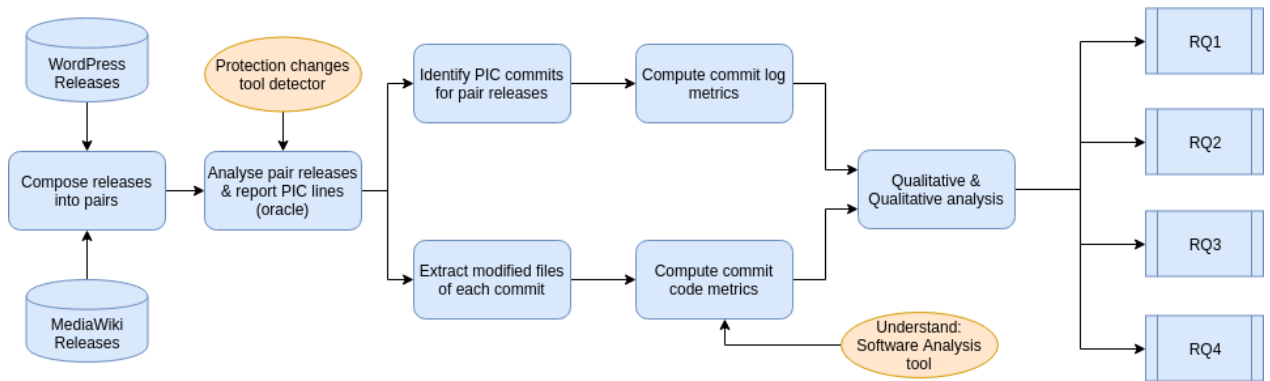 WordPress
Releases
Protection changes
tool detector
Identify PIC commits
for pair releases
Compute commit log
metrics
RQ1
RQ2
Compose releases
into pairs
Analyse pair releases
& report PIC lines
(oracle)
Qualitative &
Qualitative analysis
RQ3
Extract modified files
of each commit
Compute commit
code metrics
MediaWiki
Releases
Understand:
Software Analysis
tool
RQ4